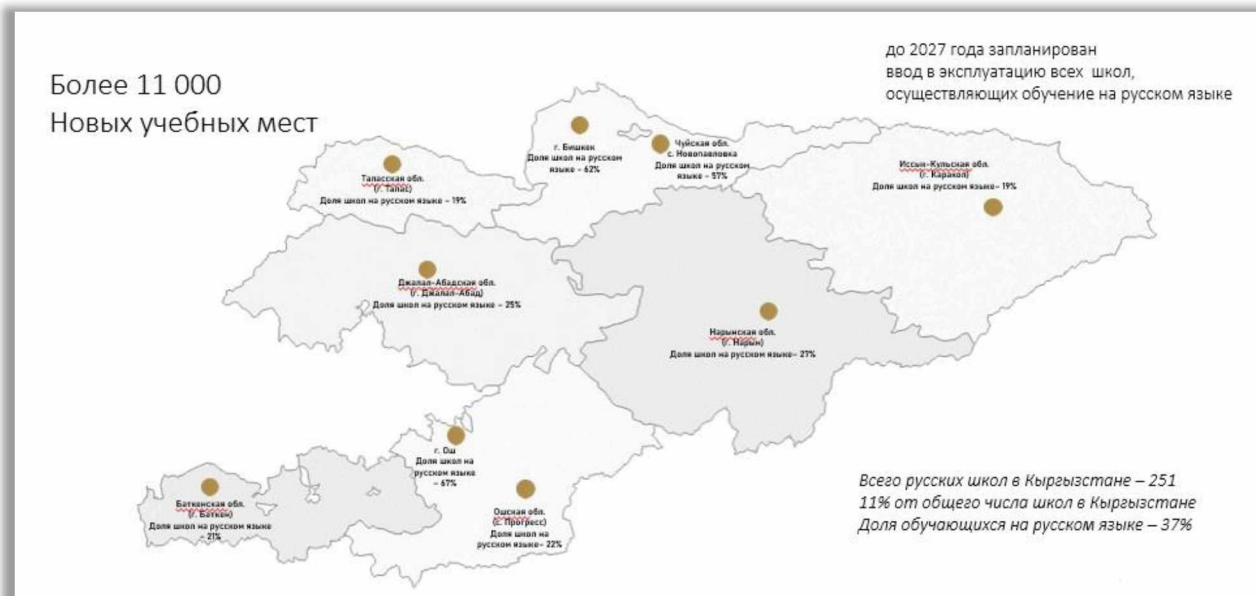 Более 11 000
Новых учебных мест
до 2027 года запланирован
ввод в эксплуатацию всех школ,
осуществляющих обучение на русском языке
г. Бишкек
Доля школ на русском
языке – 62%
Чуйская обл.
с. Новопавловка
Доля школ на русском
языке – 57%
Таласская обл.
(г. Талас)
Доля школ на русском языке – 19%
Иссык-Кульская обл.
(г. Каракол)
Доля школ на русском языке– 19%
Джалал-Абадская обл.
(г. Джалал-Абад)
Доля школ на русском языке – 25%
Нарынская обл.
(г. Нарын)
Доля школ на русском языке– 27%
г. Ош
Доля школ на
русском языке
– 67%
Баткенская обл.
(г. Баткен)
Доля школ на русском языке
– 21%
Ошская обл.
(с. Прогресс)
Доля школ на
русском языке– 22%
Всего русских школ в Кыргызстане – 251
11% от общего числа школ в Кыргызстане
Доля обучающихся на русском языке – 37%